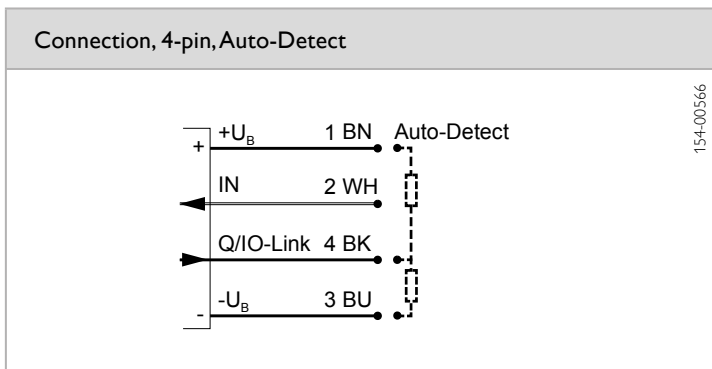 Connection, 4-pin, Auto-Detect
154-00566
+ +UB 1 BN Auto-Detect
IN 2 WH
Q/IO-Link 4 BK
- -UB 3 BU